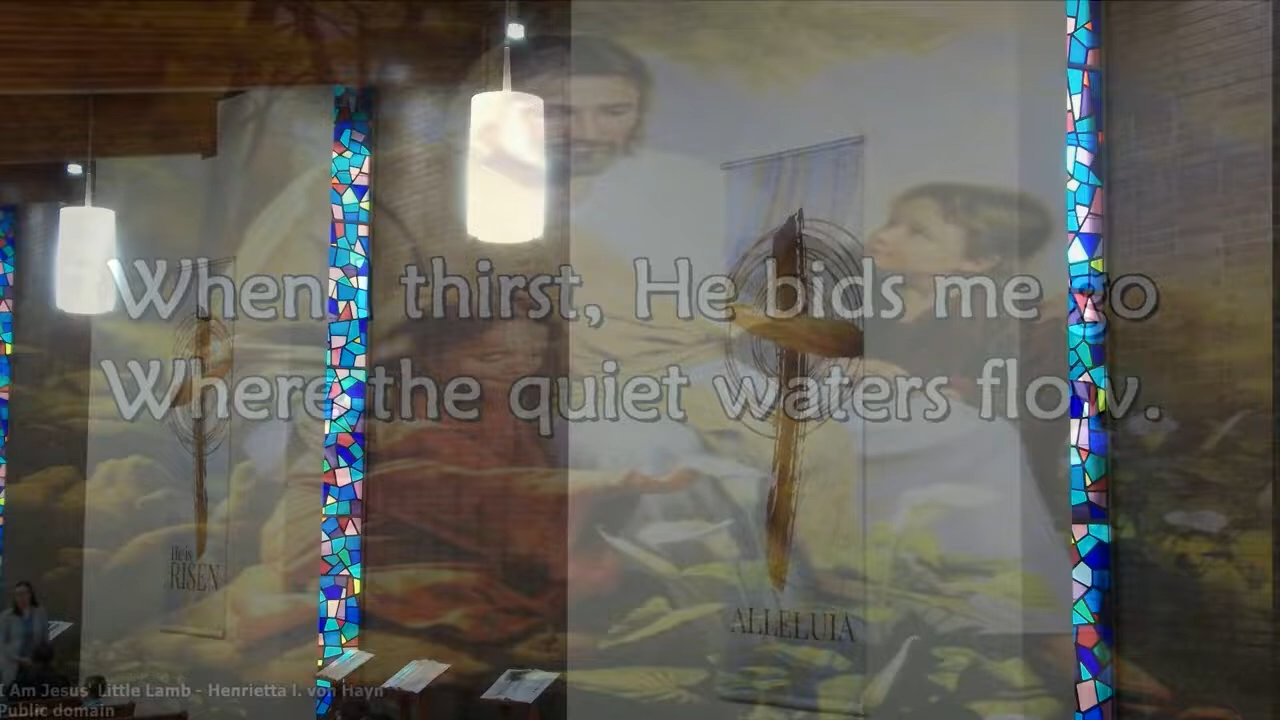 When I thirst, He bids me go
Where the quiet waters flow.
He is
RISEN
ALLELUIA
I Am Jesus' Little Lamb - Henrietta l. von Hayn
Public domain